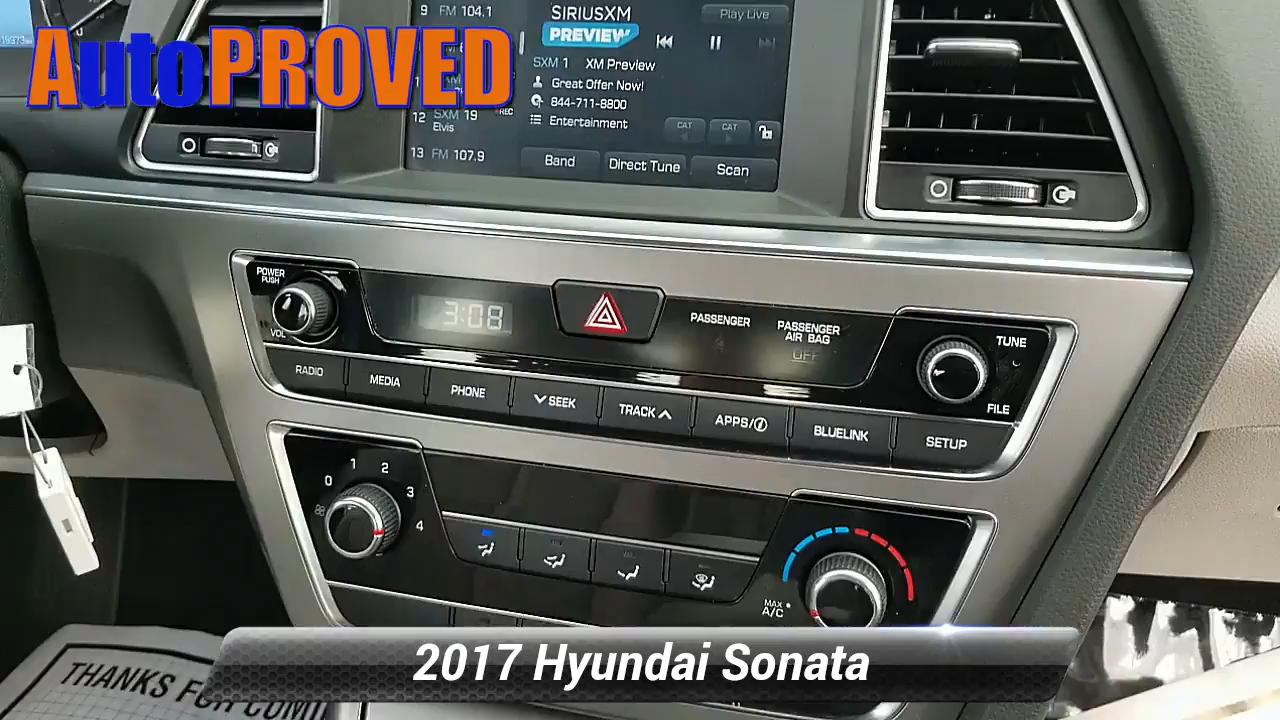 AutoPROVED
9 FM 104.1
SIRIUSXM
PREVIEW
Play Live
SXM 1 XM Preview
Great Offer Now!
844-711-8800
Entertainment
REC
12 SXM 19
Elvis
CAT CAT
13 FM 107.9
Band Direct Tune Scan
POWER
PUSH
VOL
3:08
PASSENGER
PASSENGER
AIR BAG
OFF
TUNE
FILE
RADIO MEDIA PHONE SEEK TRACK APPS/i BLUELINK SETUP
0 1 2 3 4
MAX
A/C
THANKS FOR COMI
2017 Hyundai Sonata